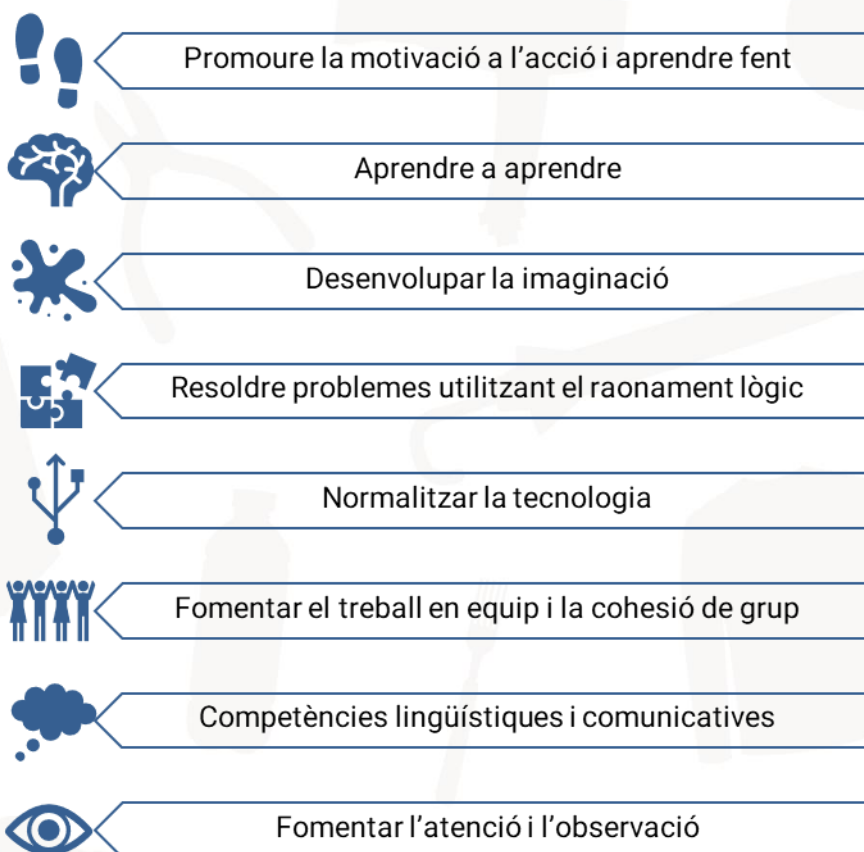 Promoure la motivació a l’acció i aprendre fent
Aprendre a aprendre
Desenvolupar la imaginació
Resoldre problemes utilitzant el raonament lògic
Normalitzar la tecnologia
Fomentar el treball en equip i la cohesió de grup
Competències lingüístiques i comunicatives
Fomentar l’atenció i l’observació